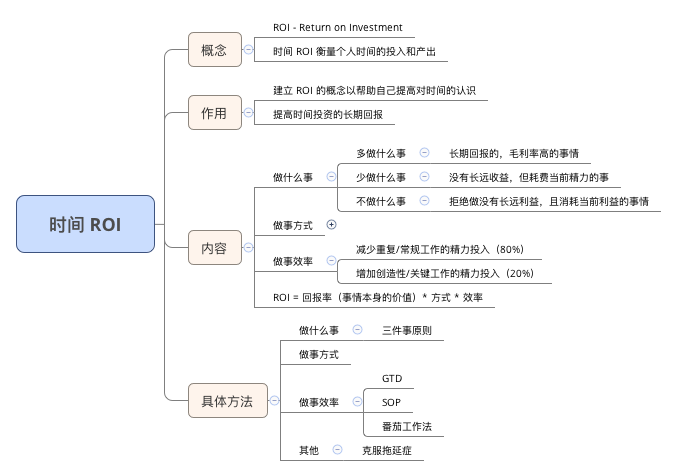 时间 ROI
概念
ROI - Return on Investment
时间 ROI 衡量个人时间的投入和产出
作用
建立 ROI 的概念以帮助自己提高对时间的认识
提高时间投资的长期回报
内容
做什么事
多做什么事
长期回报的，毛利率高的事情
少做什么事
没有长远收益，但耗费当前精力的事
不做什么事
拒绝做没有长远利益，且消耗当前利益的事情
做事方式
做事效率
减少重复/常规工作的精力投入（80%）
增加创造性/关键工作的精力投入（20%）
ROI = 回报率（事情本身的价值）* 方式 * 效率
具体方法
做什么事
三件事原则
做事方式
做事效率
GTD
SOP
番茄工作法
其他
克服拖延症